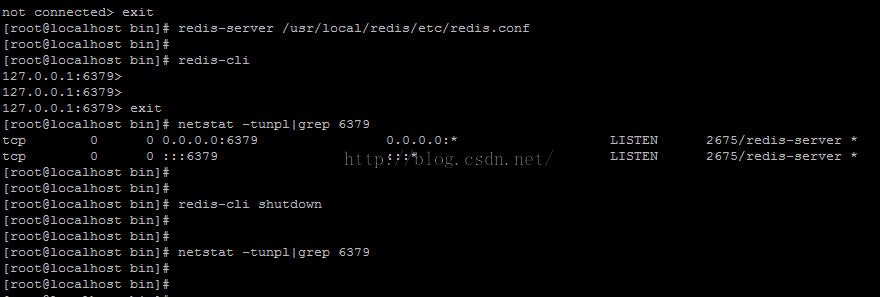 not connected> exit
[root@localhost bin]# redis-server /usr/local/redis/etc/redis.conf
[root@localhost bin]#
[root@localhost bin]# redis-cli
127.0.0.1:6379>
127.0.0.1:6379>
127.0.0.1:6379> exit
[root@localhost bin]# netstat -tunpl|grep 6379
tcp        0      0 0.0.0.0:6379                0.0.0.0:*                   LISTEN      2675/redis-server *
tcp        0      0 :::6379                     :::*                        LISTEN      2675/redis-server *
http://blog.csdn.net/
[root@localhost bin]#
[root@localhost bin]#
[root@localhost bin]# redis-cli shutdown
[root@localhost bin]#
[root@localhost bin]#
[root@localhost bin]# netstat -tunpl|grep 6379
[root@localhost bin]#
[root@localhost bin]#